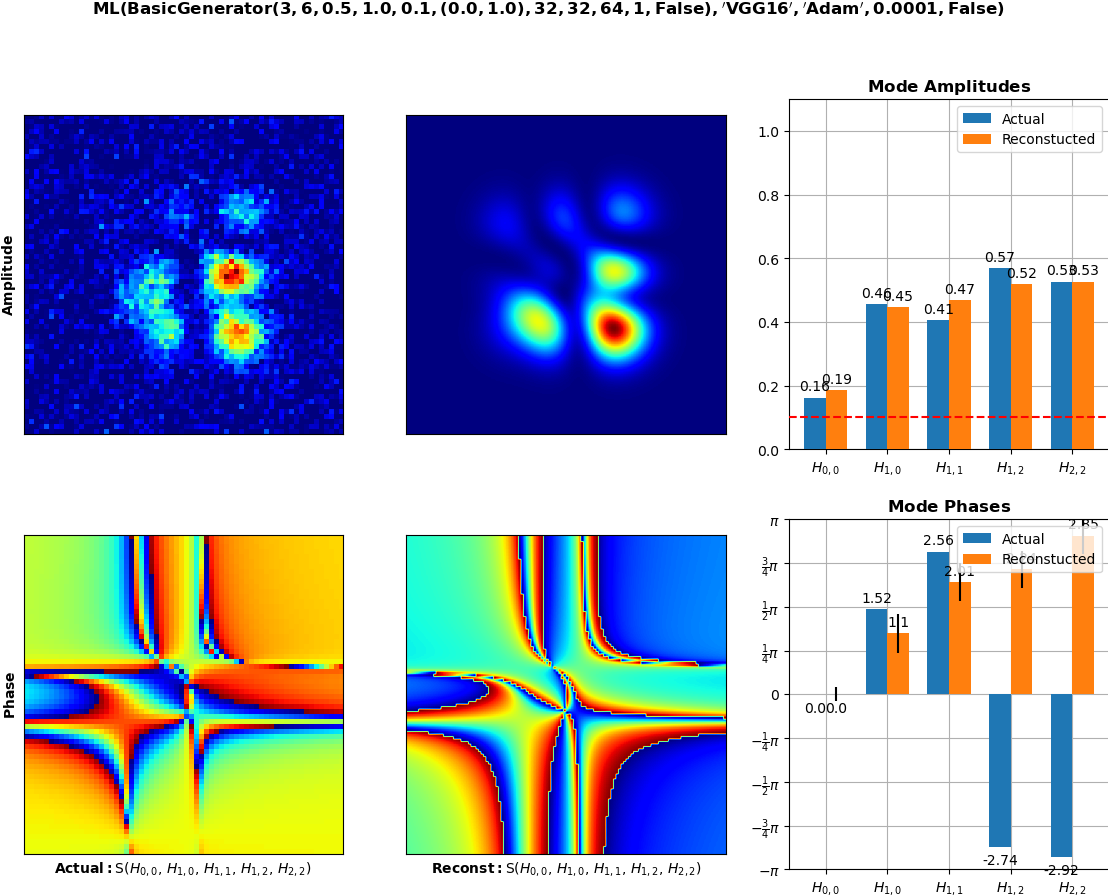 ML(BasicGenerator(3, 6, 0.5, 1.0, 0.1, (0.0, 1.0), 32, 32, 64, 1, False), 'VGG16', 'Adam', 0.0001, False)
Amplitude
Mode Amplitudes
Actual
Reconstucted
1.0
0.8
0.6
0.4
0.2
0.0
0.16
0.19
0.46
0.45
0.41
0.47
0.57
0.52
0.53
0.53
H0,0
H1,0
H1,1
H1,2
H2,2
Phase
Actual: S(H0,0, H1,0, H1,1, H1,2, H2,2)
Reconst: S(H0,0, H1,0, H1,1, H1,2, H2,2)
Mode Phases
Actual
Reconstucted
π
3/4π
1/2π
1/4π
0
−1/4π
−1/2π
−3/4π
−π
0.0
0.0
1.52
1.1
2.56
2.01
-2.74
-2.92
2.85
H0,0
H1,0
H1,1
H1,2
H2,2